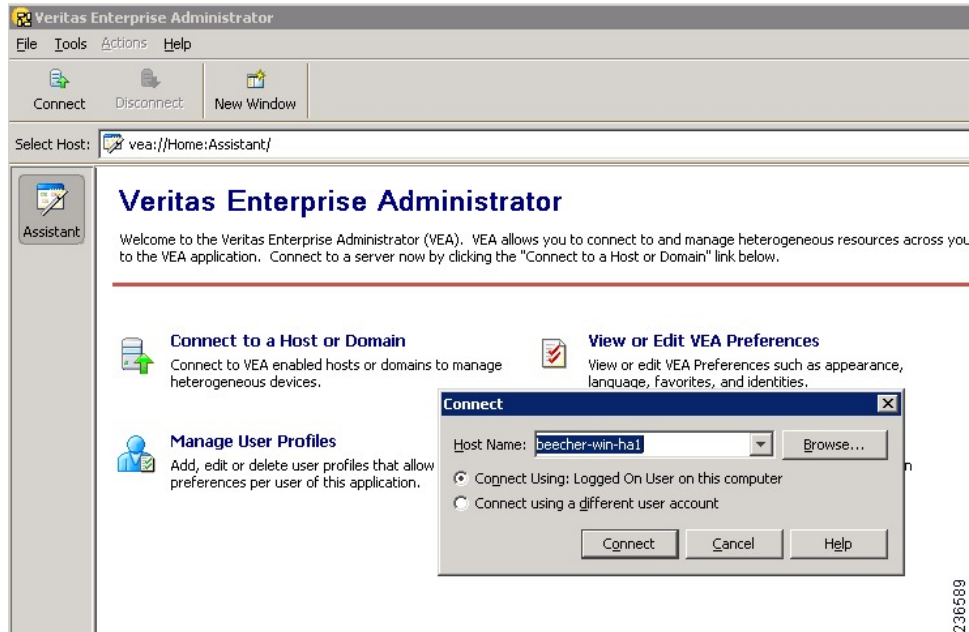 Veritas Enterprise Administrator
File Tools Actions Help
Connect Disconnect New Window
Select Host: vea://Home:Assistant/
Assistant
Veritas Enterprise Administrator
Welcome to the Veritas Enterprise Administrator (VEA). VEA allows you to connect to and manage heterogeneous resources across you
to the VEA application. Connect to a server now by clicking the "Connect to a Host or Domain" link below.
Connect to a Host or Domain
Connect to VEA enabled hosts or domains to manage
heterogeneous devices.
View or Edit VEA Preferences
View or edit VEA Preferences such as appearance,
language, favorites, and identities.
Manage User Profiles
Add, edit or delete user profiles that allow
preferences per user of this application.
n
Connect
Host Name: beecher-win-ha1 Browse...
Connect Using: Logged On User on this computer
Connect using a different user account
Connect Cancel Help
236589